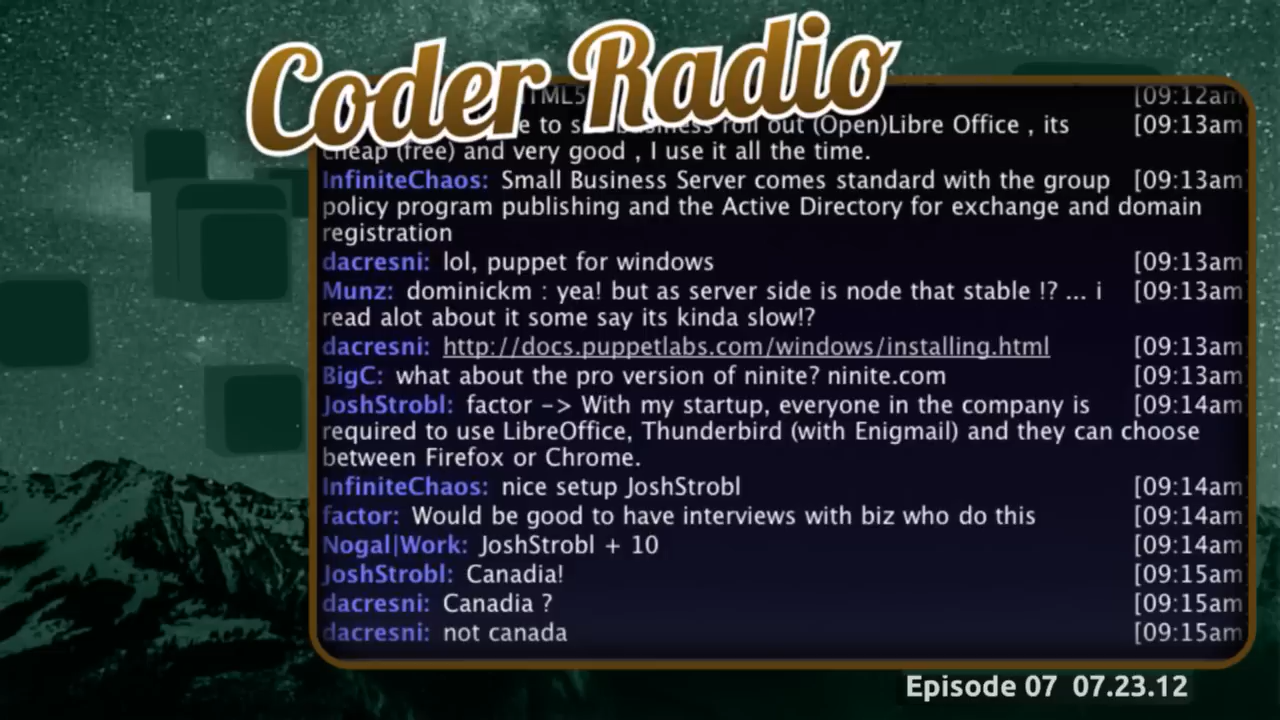 Coder Radio
HTML5 [09:12am
e to s business roll out (Open)Libre Office , its [09:13am
cheap (free) and very good , I use it all the time.
InfiniteChaos: Small Business Server comes standard with the group [09:13am
policy program publishing and the Active Directory for exchange and domain
registration
dacresni: lol, puppet for windows [09:13am
Munz: dominickm : yea! but as server side is node that stable !? ... i [09:13am
read alot about it some say its kinda slow!?
dacresni: http://docs.puppetlabs.com/windows/installing.html [09:13am
BigC: what about the pro version of ninite? ninite.com [09:13am
JoshStrobl: factor -> With my startup, everyone in the company is [09:14am
required to use LibreOffice, Thunderbird (with Enigmail) and they can choose
between Firefox or Chrome.
InfiniteChaos: nice setup JoshStrobl [09:14am
factor: Would be good to have interviews with biz who do this [09:14am
Nogal|Work: JoshStrobl + 10 [09:14am
JoshStrobl: Canadia! [09:15am
dacresni: Canadia ? [09:15am
dacresni: not canada [09:15am
Episode 07 07.23.12